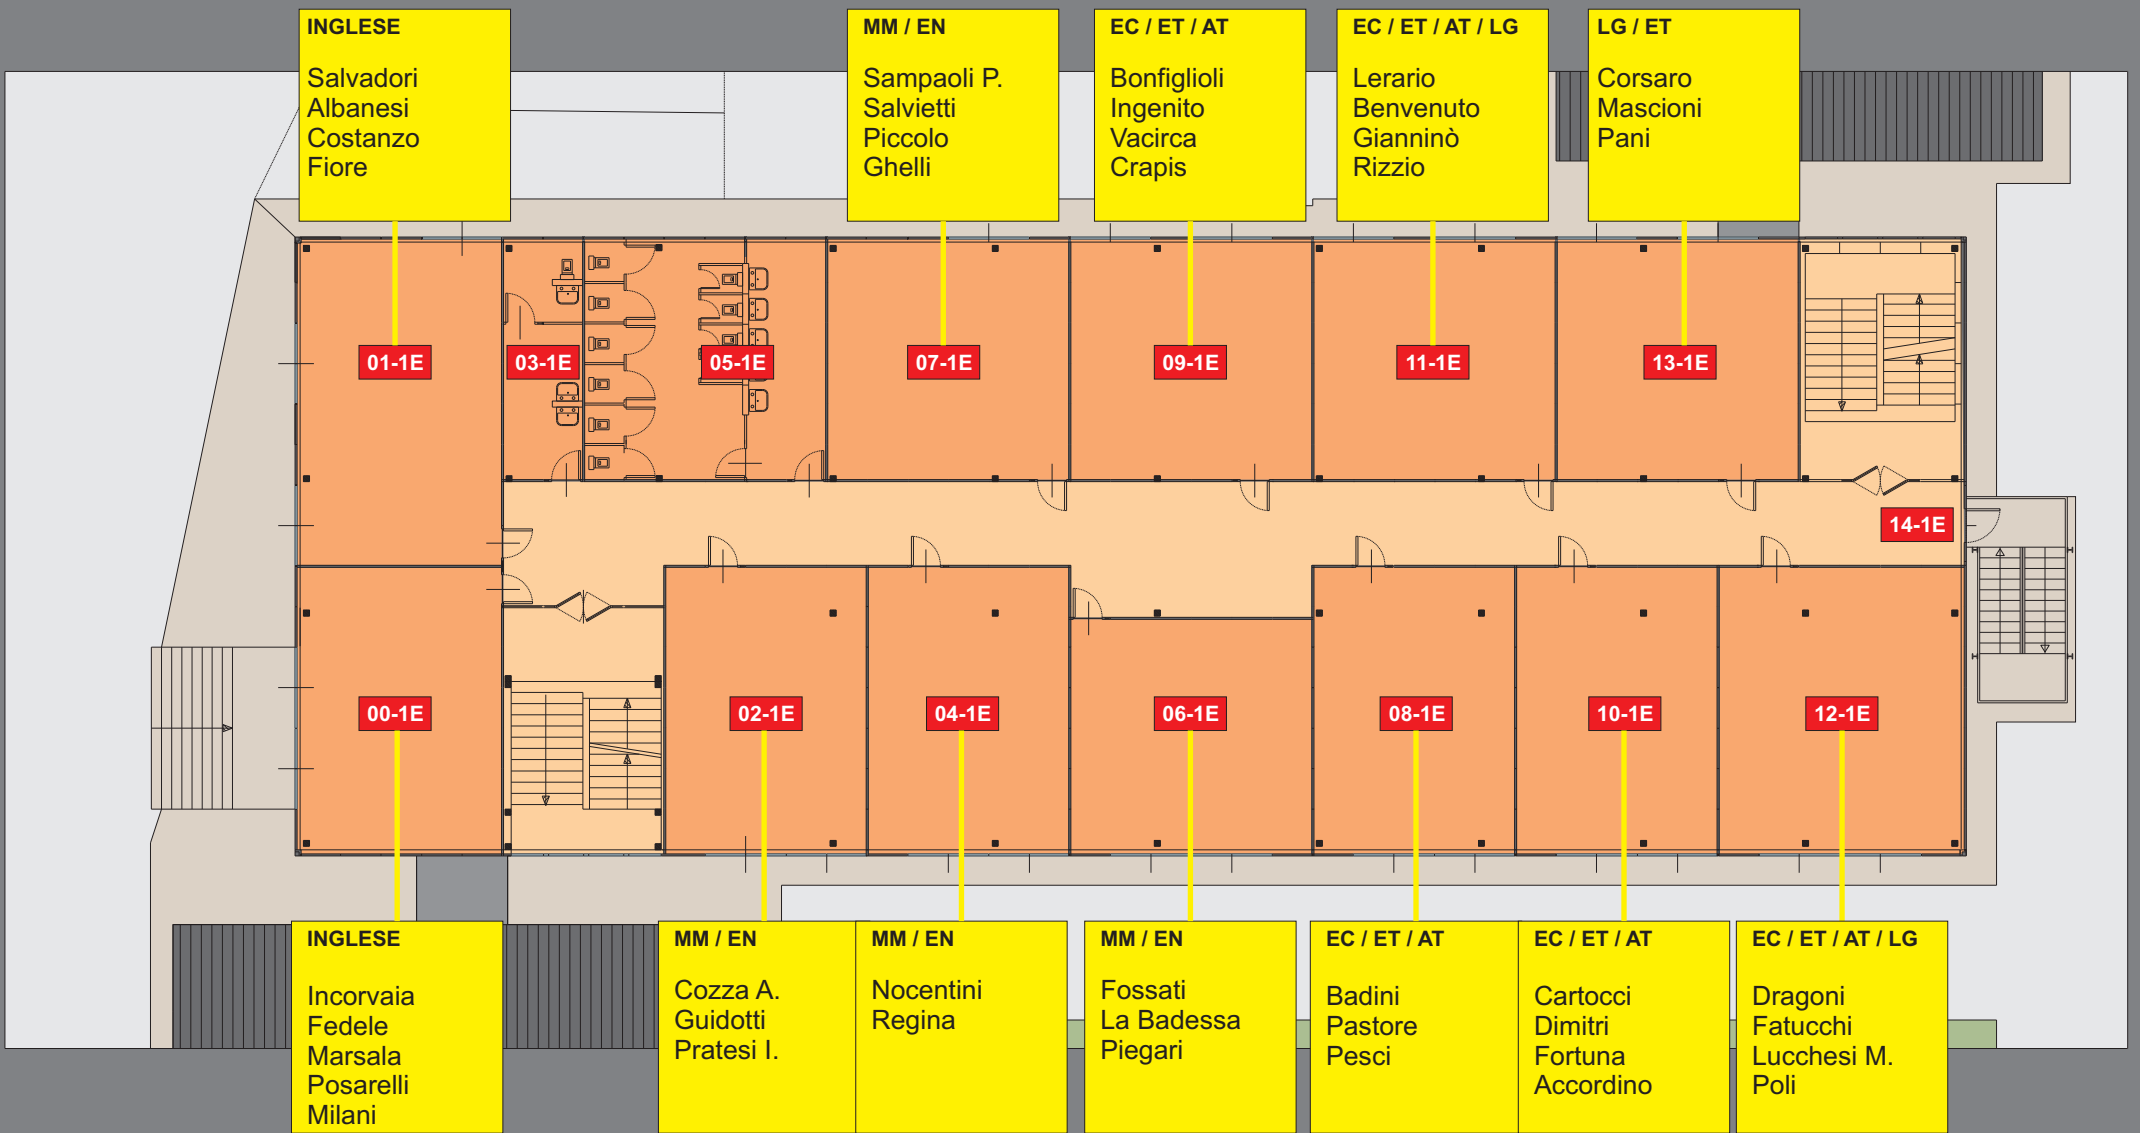 INGLESE
Salvadori
Albanesi
Costanzo
Fiore
MM / EN
Sampaoli P.
Salvietti
Piccolo
Ghelli
EC / ET / AT
Bonfiglioli
Ingenito
Vacirca
Crapis
EC / ET / AT / LG
Lerario
Benvenuto
Gianninò
Rizzio
LG / ET
Corsaro
Mascioni
Pani
01-1E
03-1E
05-1E
07-1E
09-1E
11-1E
13-1E
14-1E
00-1E
02-1E
04-1E
06-1E
08-1E
10-1E
12-1E
INGLESE
Incorvaia
Fedele
Marsala
Posarelli
Milani
MM / EN
Cozza A.
Guidotti
Pratesi I.
MM / EN
Nocentini
Regina
MM / EN
Fossati
La Badessa
Piegari
EC / ET / AT
Badini
Pastore
Pesci
EC / ET / AT
Cartocci
Dimitri
Fortuna
Accordino
EC / ET / AT / LG
Dragoni
Fatucchi
Lucchesi M.
Poli